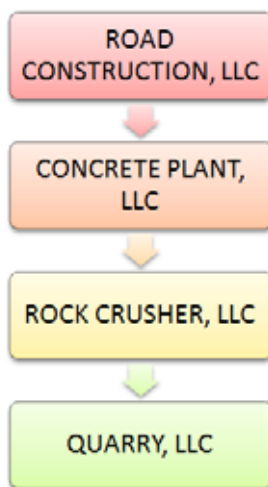 ROAD
CONSTRUCTION, LLC
CONCRETE PLANT,
LLC
ROCK CRUSHER, LLC
QUARRY, LLC